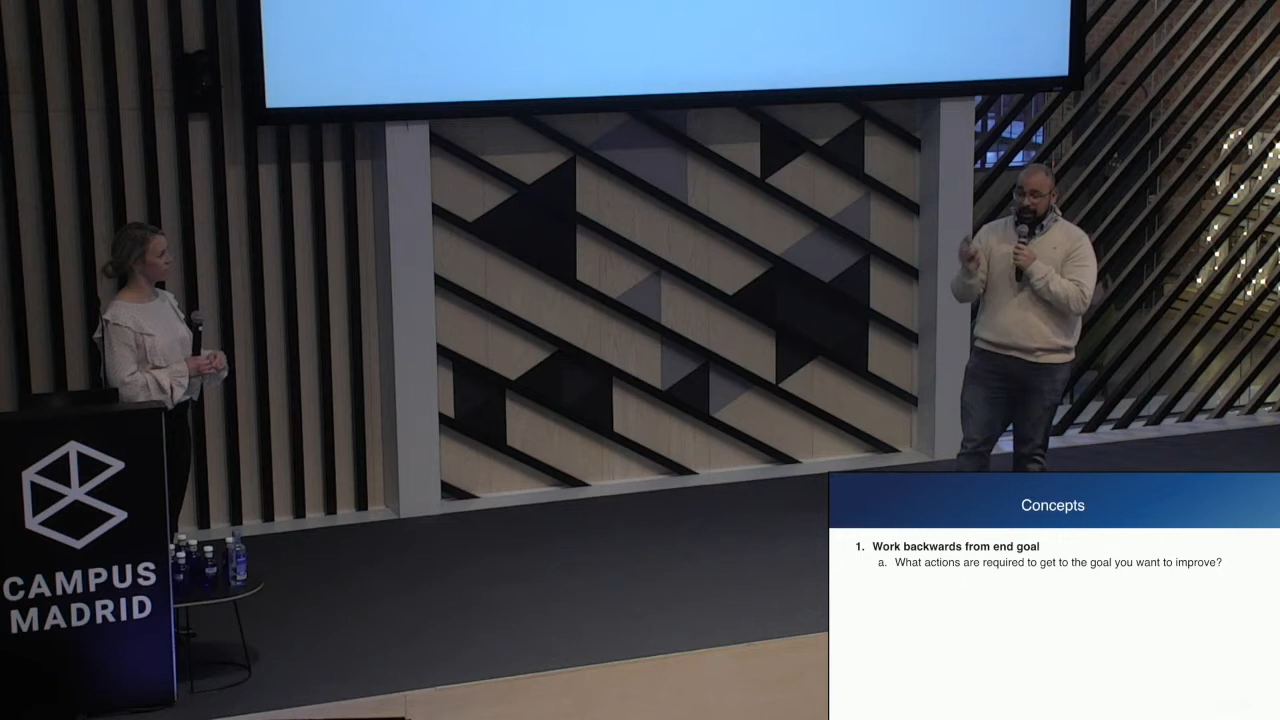 CAMPUS
MADRID
Concepts
1. Work backwards from end goal
a. What actions are required to get to the goal you want to improve?